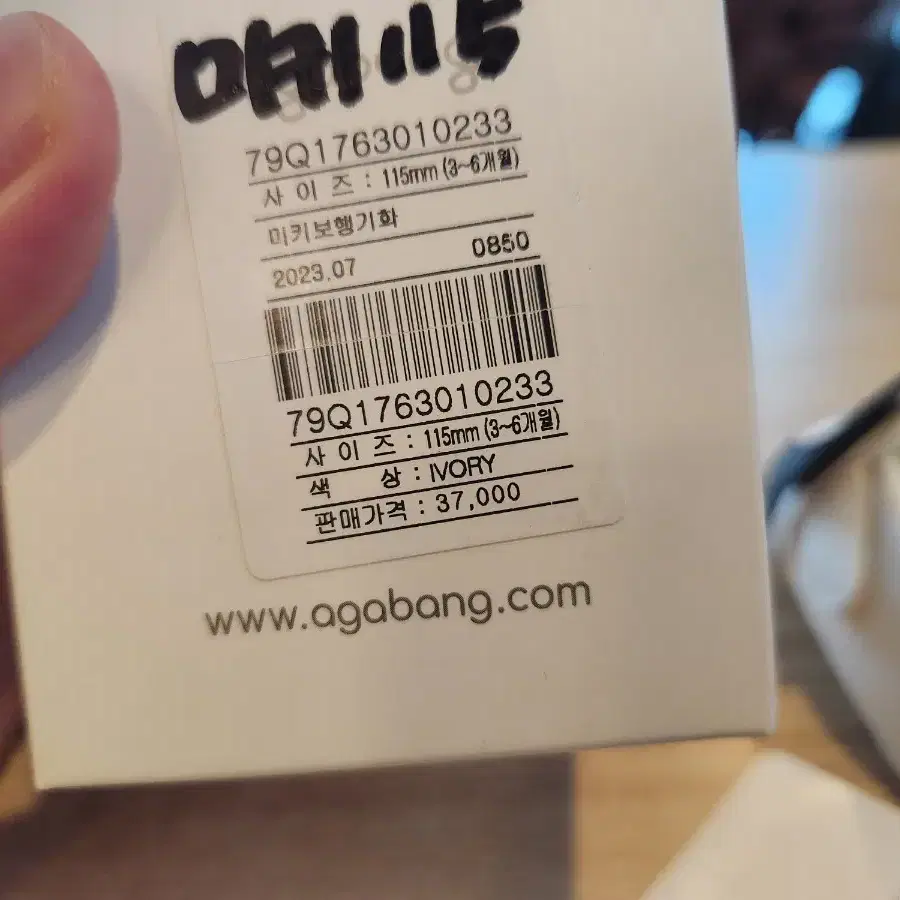 미키 115
79Q1763010233
사 이 즈 : 115mm (3~6개월)
미키보행기화
2023.07 0850
79Q1763010233
사 이 즈 : 115mm (3~6개월)
색 상 : IVORY
판매가격 : 37,000
www.agabang.com